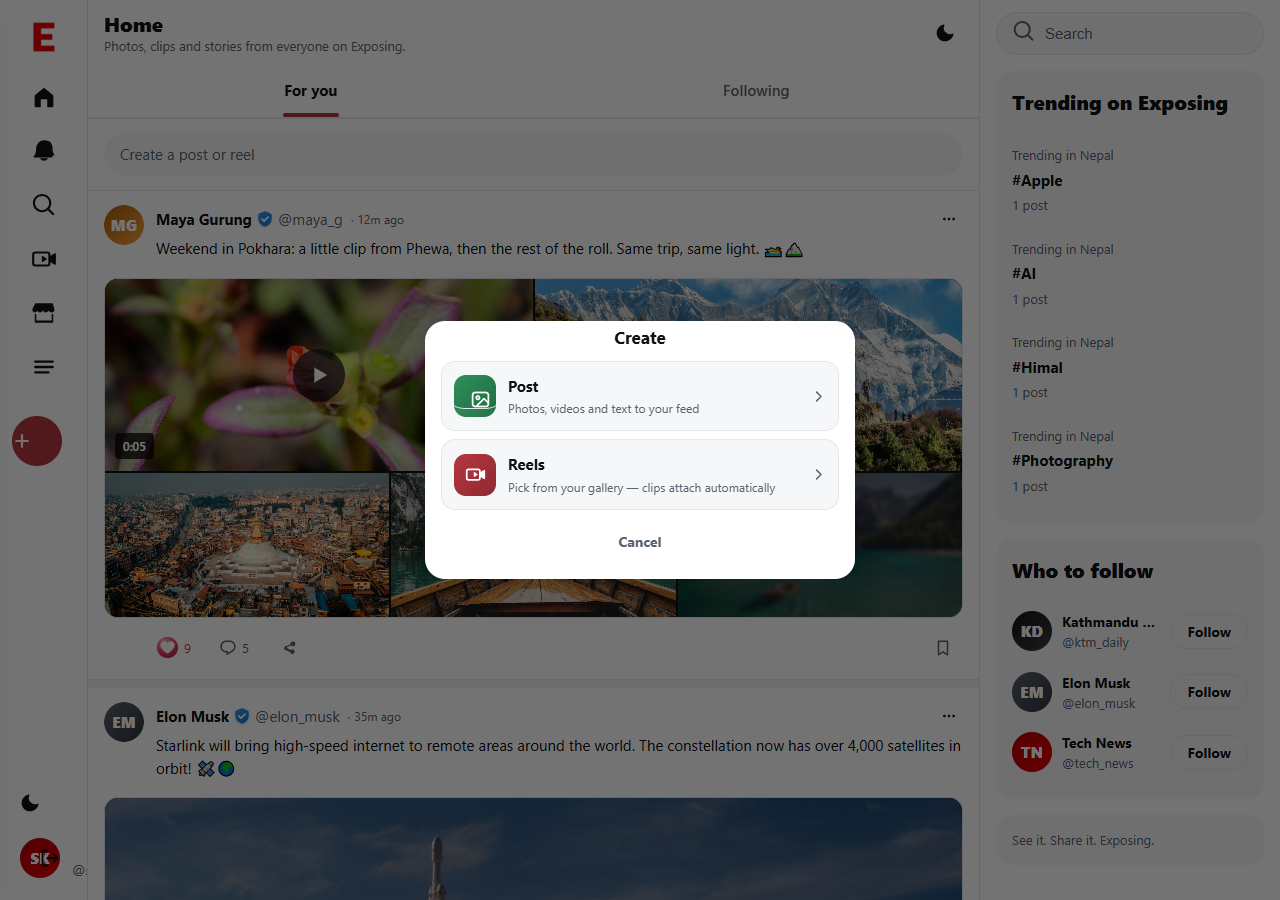 E
Home
Photos, clips and stories from everyone on Exposing.
For you
Following
Create a post or reel
MG
Maya Gurung @maya_g · 12m ago
Weekend in Pokhara: a little clip from Phewa, then the rest of the roll. Same trip, same light.
0:05
Create
Post
Photos, videos and text to your feed
Reels
Pick from your gallery — clips attach automatically
Cancel
9
5
EM
Elon Musk @elon_musk · 35m ago
Starlink will bring high-speed internet to remote areas around the world. The constellation now has over 4,000 satellites in
orbit!
SK
Search
Trending on Exposing
Trending in Nepal
#Apple
1 post
Trending in Nepal
#AI
1 post
Trending in Nepal
#Himal
1 post
Trending in Nepal
#Photography
1 post
Who to follow
KD
Kathmandu ...
@ktm_daily
Follow
EM
Elon Musk
@elon_musk
Follow
TN
Tech News
@tech_news
Follow
See it. Share it. Exposing.